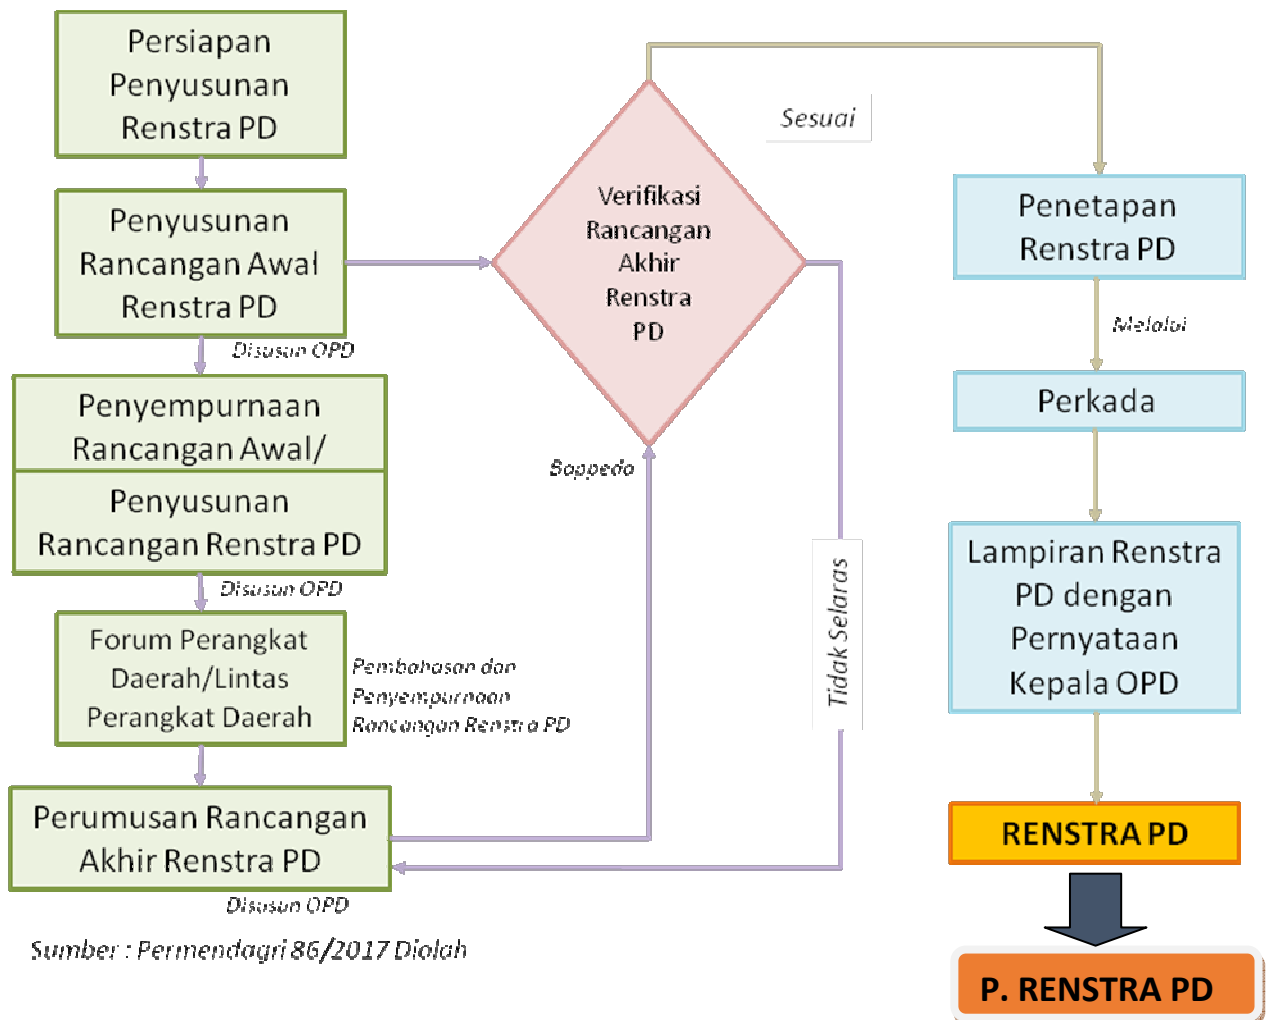 Persiapan
Penyusunan
Renstra PD
Penyusunan
Rancangan Awal
Renstra PD
Disusun OPD
Penyempurnaan
Rancangan Awal/
Penyusunan
Rancangan Renstra PD
Disusun OPD
Forum Perangkat
Daerah/Lintas
Perangkat Daerah
Pembahasan dan
Penyempurnaan
Rancangan Renstra PD
Perumusan Rancangan
Akhir Renstra PD
Disusun OPD
Verifikasi
Rancangan
Akhir
Renstra
PD
Bappeda
Sesuai
Tidak Selaras
Penetapan
Renstra PD
Melalui
Perkada
Lampiran Renstra
PD dengan
Pernyataan
Kepala OPD
RENSTRA PD
P. RENSTRA PD
Sumber : Permendagri 86/2017 Diolah